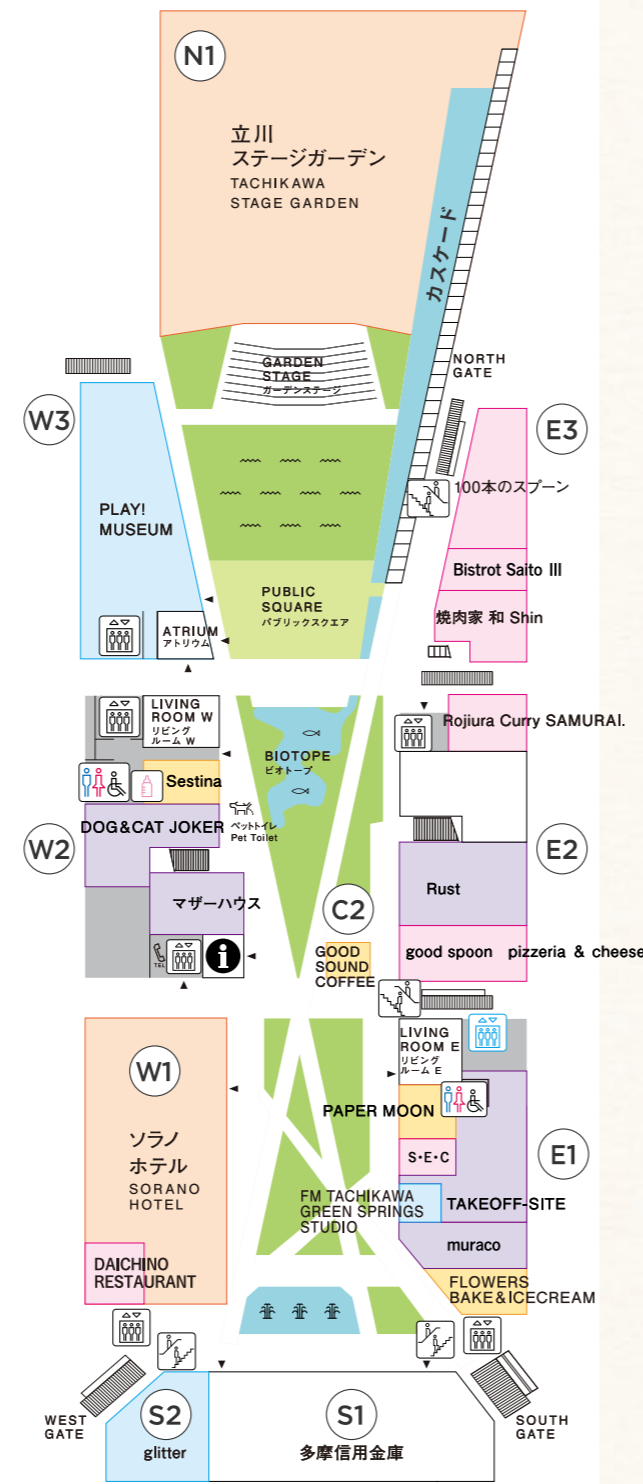 N1
立川
ステージガーデン
TACHIKAWA
STAGE GARDEN
カスケード
GARDEN
STAGE
ガーデンステージ
NORTH
GATE
W3
E3
PLAY!
MUSEUM
100本のスプーン
Bistrot Saito III
PUBLIC
SQUARE
パブリックスクエア
焼肉家 和 Shin
ATRIUM
アトリウム
LIVING
ROOM W
リビング
ルーム W
Rojiura Curry SAMURAI.
BIOTOPE
ビオトープ
Sestina
DOG&CAT JOKER
ペットトイレ
Pet Toilet
W2
E2
Rust
マザーハウス
C2
TEL
i
GOOD
SOUND
COFFEE
good spoon pizzeria & cheese
LIVING
ROOM E
リビング
ルーム E
W1
PAPER MOON
ソラノ
ホテル
SORANO
HOTEL
S・E・C
E1
FM TACHIKAWA
GREEN SPRINGS
STUDIO
TAKEOFF-SITE
muraco
DAICHINO
RESTAURANT
FLOWERS
BAKE&ICECREAM
WEST
GATE
S2
glitter
S1
多摩信用金庫
SOUTH
GATE